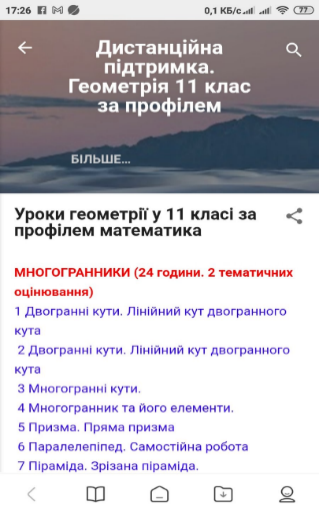 17:26 0,1 КБ/с 77
Дистанційна
підтримка.
Геометрія 11 клас
за профілем
БІЛЬШЕ...
Уроки геометрії у 11 класі за
профілем математика
МНОГОГРАННИКИ (24 години. 2 тематичних
оцінювання)
1 Двогранні кути. Лінійний кут двогранного
кута
2 Двогранні кути. Лінійний кут двогранного
кута
3 Многогранні кути.
4 Многогранник та його елементи.
5 Призма. Пряма призма
6 Паралелепіпед. Самостійна робота
7 Піраміда. Зрізана піраміда.